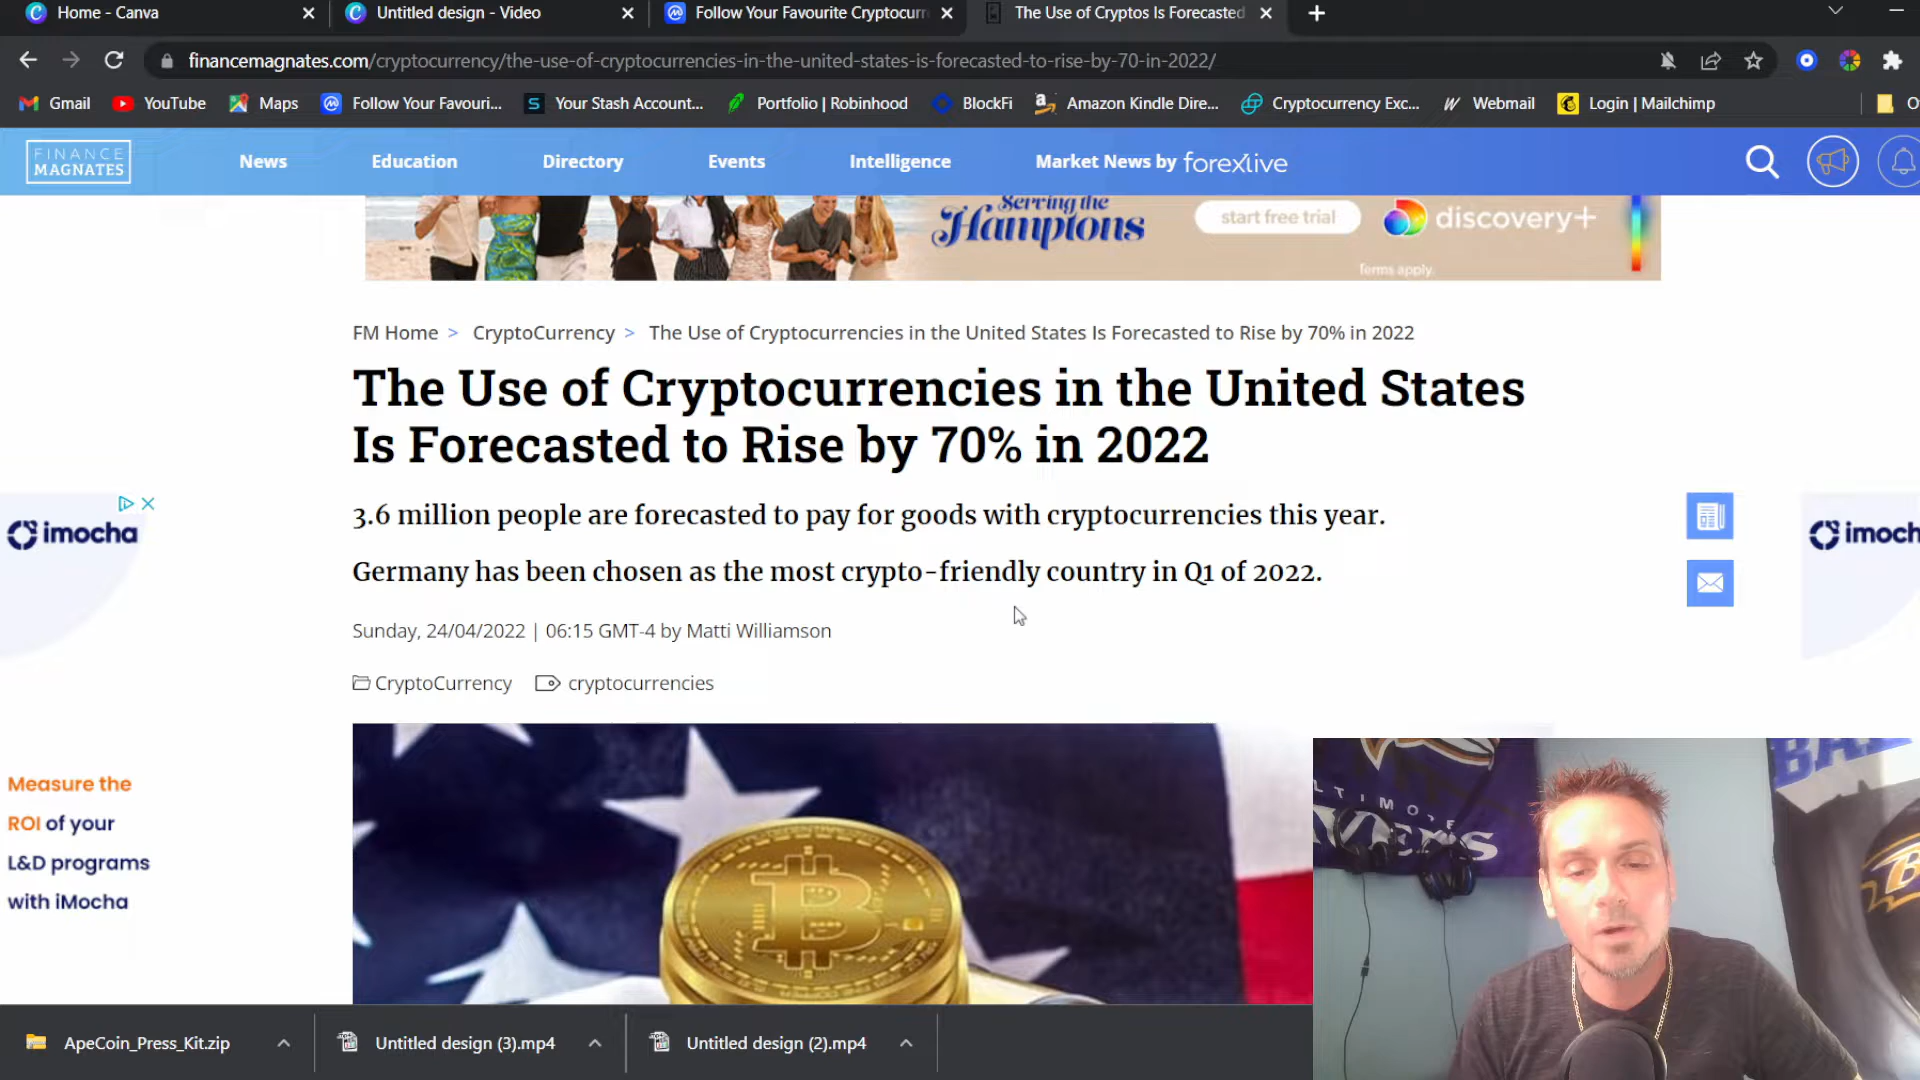 Home - Canva
Untitled design - Video
Follow Your Favourite Cryptocurr
The Use of Cryptos Is Forecasted
financemagnates.com/cryptocurrency/the-use-of-cryptocurrencies-in-the-united-states-is-forecasted-to-rise-by-70-in-2022/
Gmail
YouTube
Maps
Follow Your Favouri...
Your Stash Account...
Portfolio | Robinhood
BlockFi
Amazon Kindle Dire...
Cryptocurrency Exc...
Webmail
Login | Mailchimp
FINANCE
MAGNATES
News
Education
Directory
Events
Intelligence
Market News by forexlive
Serving the
Hamptons
start free trial
discovery+
Terms apply.
FM Home > CryptoCurrency > The Use of Cryptocurrencies in the United States Is Forecasted to Rise by 70% in 2022
The Use of Cryptocurrencies in the United States
Is Forecasted to Rise by 70% in 2022
3.6 million people are forecasted to pay for goods with cryptocurrencies this year.
Germany has been chosen as the most crypto-friendly country in Q1 of 2022.
Sunday, 24/04/2022 | 06:15 GMT-4 by Matti Williamson
CryptoCurrency
cryptocurrencies
imocha
imoch
Measure the
ROI of your
L&D programs
with iMocha
LTIMORE
VENS
BAL
B
ApeCoin_Press_Kit.zip
Untitled design (3).mp4
Untitled design (2).mp4